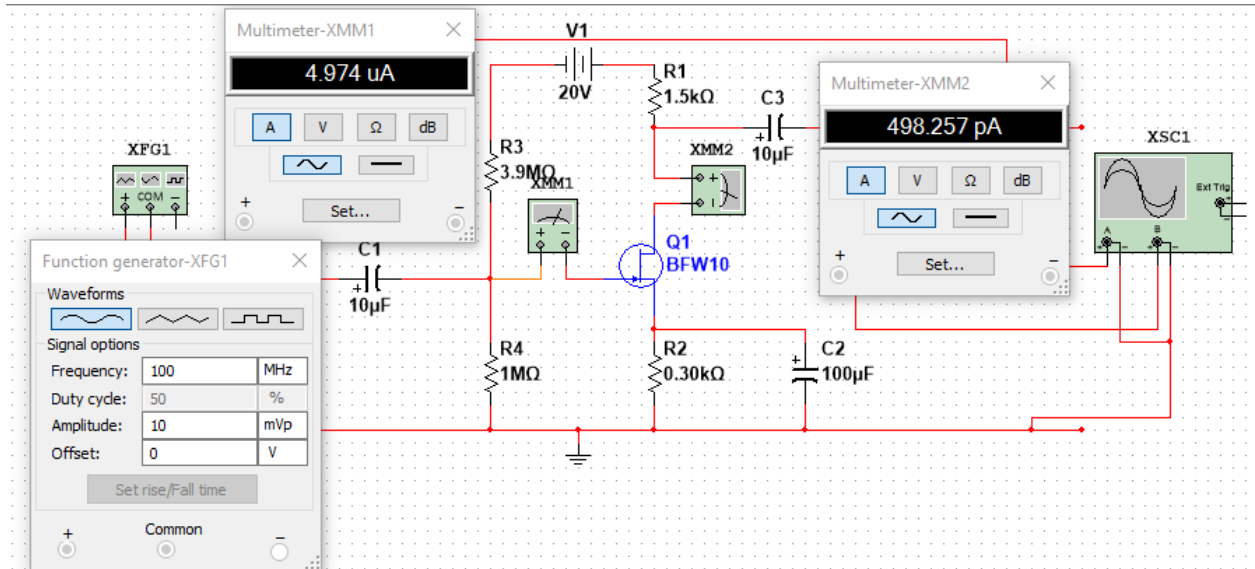 Multimeter-XMM1
4.974 uA
A V Ω dB
Set...
+ −
V1
20V
R1
1.5kΩ
C3
+
10µF
Multimeter-XMM2
498.257 pA
A V Ω dB
Set...
+ −
XSC1
Ext Trig
+
−
A B
+ − + −
XFG1
+ COM −
R3
3.9MΩ
XMM1
+ −
XMM2
+
−
Q1
BFW10
C1
+
10µF
R4
1MΩ
R2
0.30kΩ
C2
+
100µF
Function generator-XFG1
Waveforms
Signal options
Frequency: 100 MHz
Duty cycle: 50 %
Amplitude: 10 mVp
Offset: 0 V
Set rise/Fall time
+ Common −